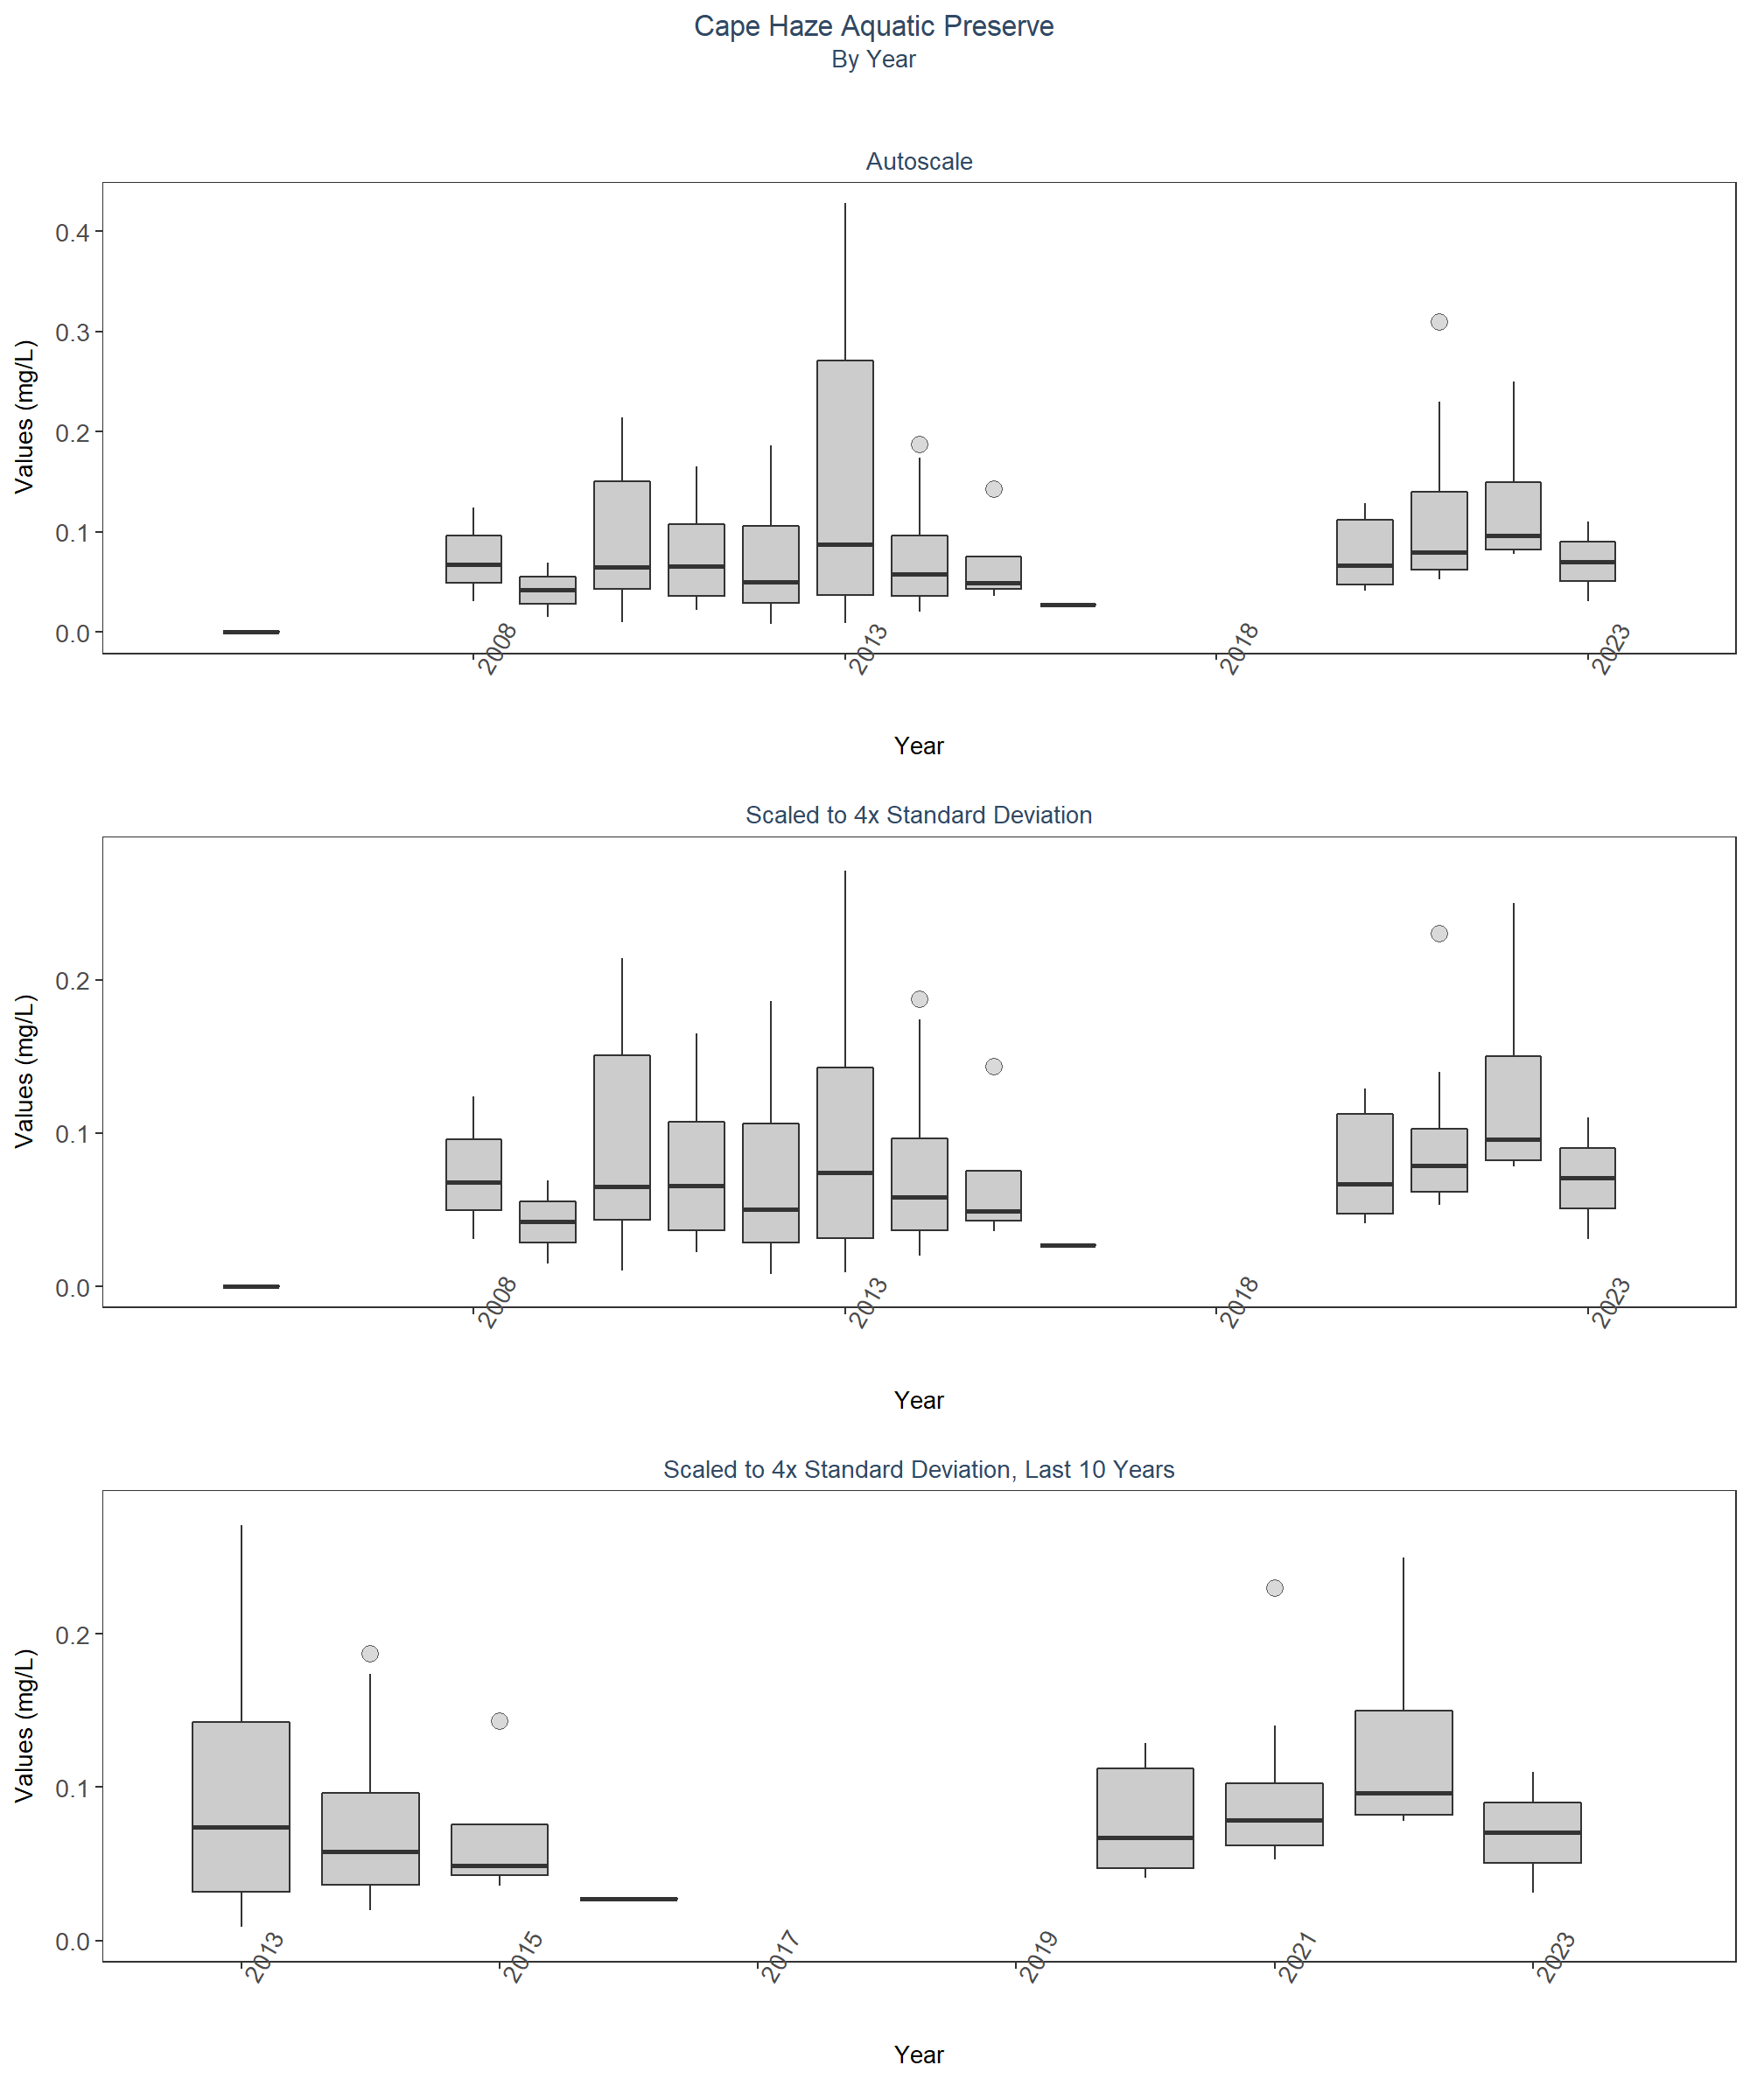 Cape Haze Aquatic Preserve
By Year
Autoscale
Values (mg/L)
0.4
0.3
0.2
0.1
0.0
2008
2013
2018
2023
Year
Scaled to 4x Standard Deviation
Values (mg/L)
0.2
0.1
0.0
2008
2013
2018
2023
Year
Scaled to 4x Standard Deviation, Last 10 Years
Values (mg/L)
0.2
0.1
0.0
2013
2015
2017
2019
2021
2023
Year